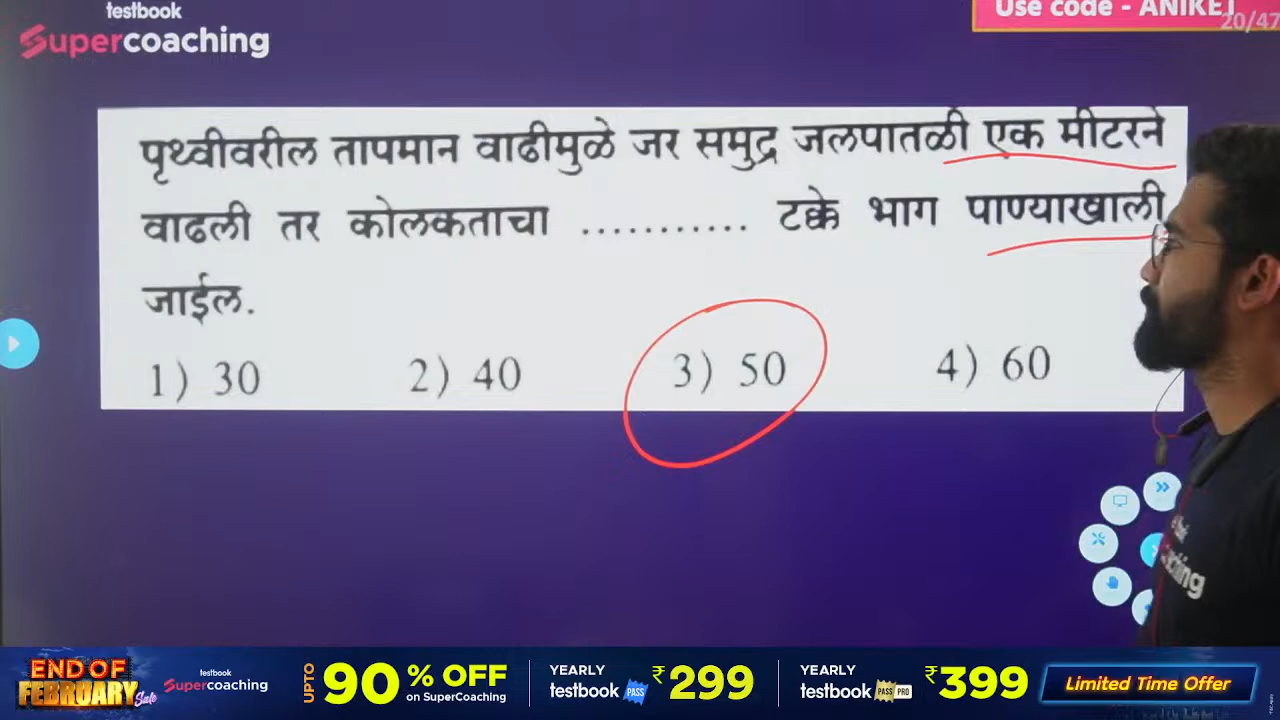 testbook
Supercoaching
Use code - ANIKET
20/47
पृथ्वीवरील तापमान वाढीमुळे जर समुद्र जलपातळी एक मीटरने
वाढली तर कोलकताचा ........... टक्के भाग पाण्याखाली
जाईल.
1) 30 2) 40 3) 50 4) 60
END OF
FEBRUARY
Sale
testbook
Supercoaching
UPTO
90% OFF
on SuperCoaching
YEARLY
testbook PASS
₹299
YEARLY
testbook PASS PRO
₹399
Limited Time Offer